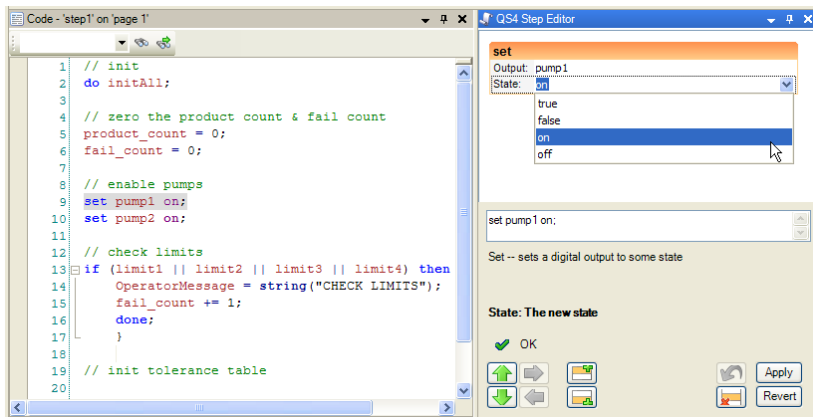 Code - 'step1' on 'page 1'
1 // init
2 do initAll;
3
4 // zero the product count & fail count
5 product_count = 0;
6 fail_count = 0;
7
8 // enable pumps
9 set pump1 on;
10 set pump2 on;
11
12 // check limits
13 if (limit1 || limit2 || limit3 || limit4) then
14 OperatorMessage = string("CHECK LIMITS");
15 fail_count += 1;
16 done;
17 }
18
19 // init tolerance table
20
QS4 Step Editor
set
Output: pump1
State: on
true
false
on
off
set pump1 on;
Set -- sets a digital output to some state
State: The new state
OK
Apply
Revert